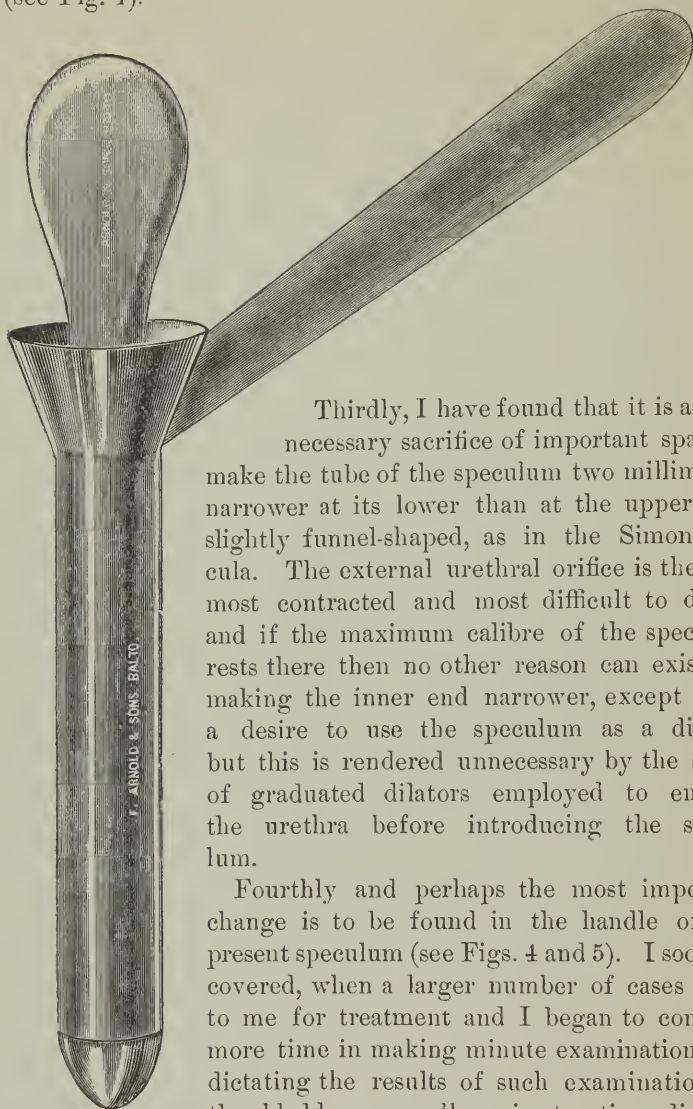 (see Fig. 4).
F. ARNOLD & SONS BALTO.
F. ARNOLD & SONS. BALTO.
Thirdly, I have found that it is a
necessary sacrifice of important spa
make the tube of the speculum two millim
narrower at its lower than at the upper
slightly funnel-shaped, as in the Simon
cula. The external urethral orifice is the
most contracted and most difficult to d
and if the maximum calibre of the spec
rests there then no other reason can exis
making the inner end narrower, except
a desire to use the speculum as a di
but this is rendered unnecessary by the
of graduated dilators employed to en
the urethra before introducing the s
lum.
Fourthly and perhaps the most impo
change is to be found in the handle o
present speculum (see Figs. 4 and 5). I soo
covered, when a larger number of cases
to me for treatment and I began to con
more time in making minute examination
dictating the results of such examinatio